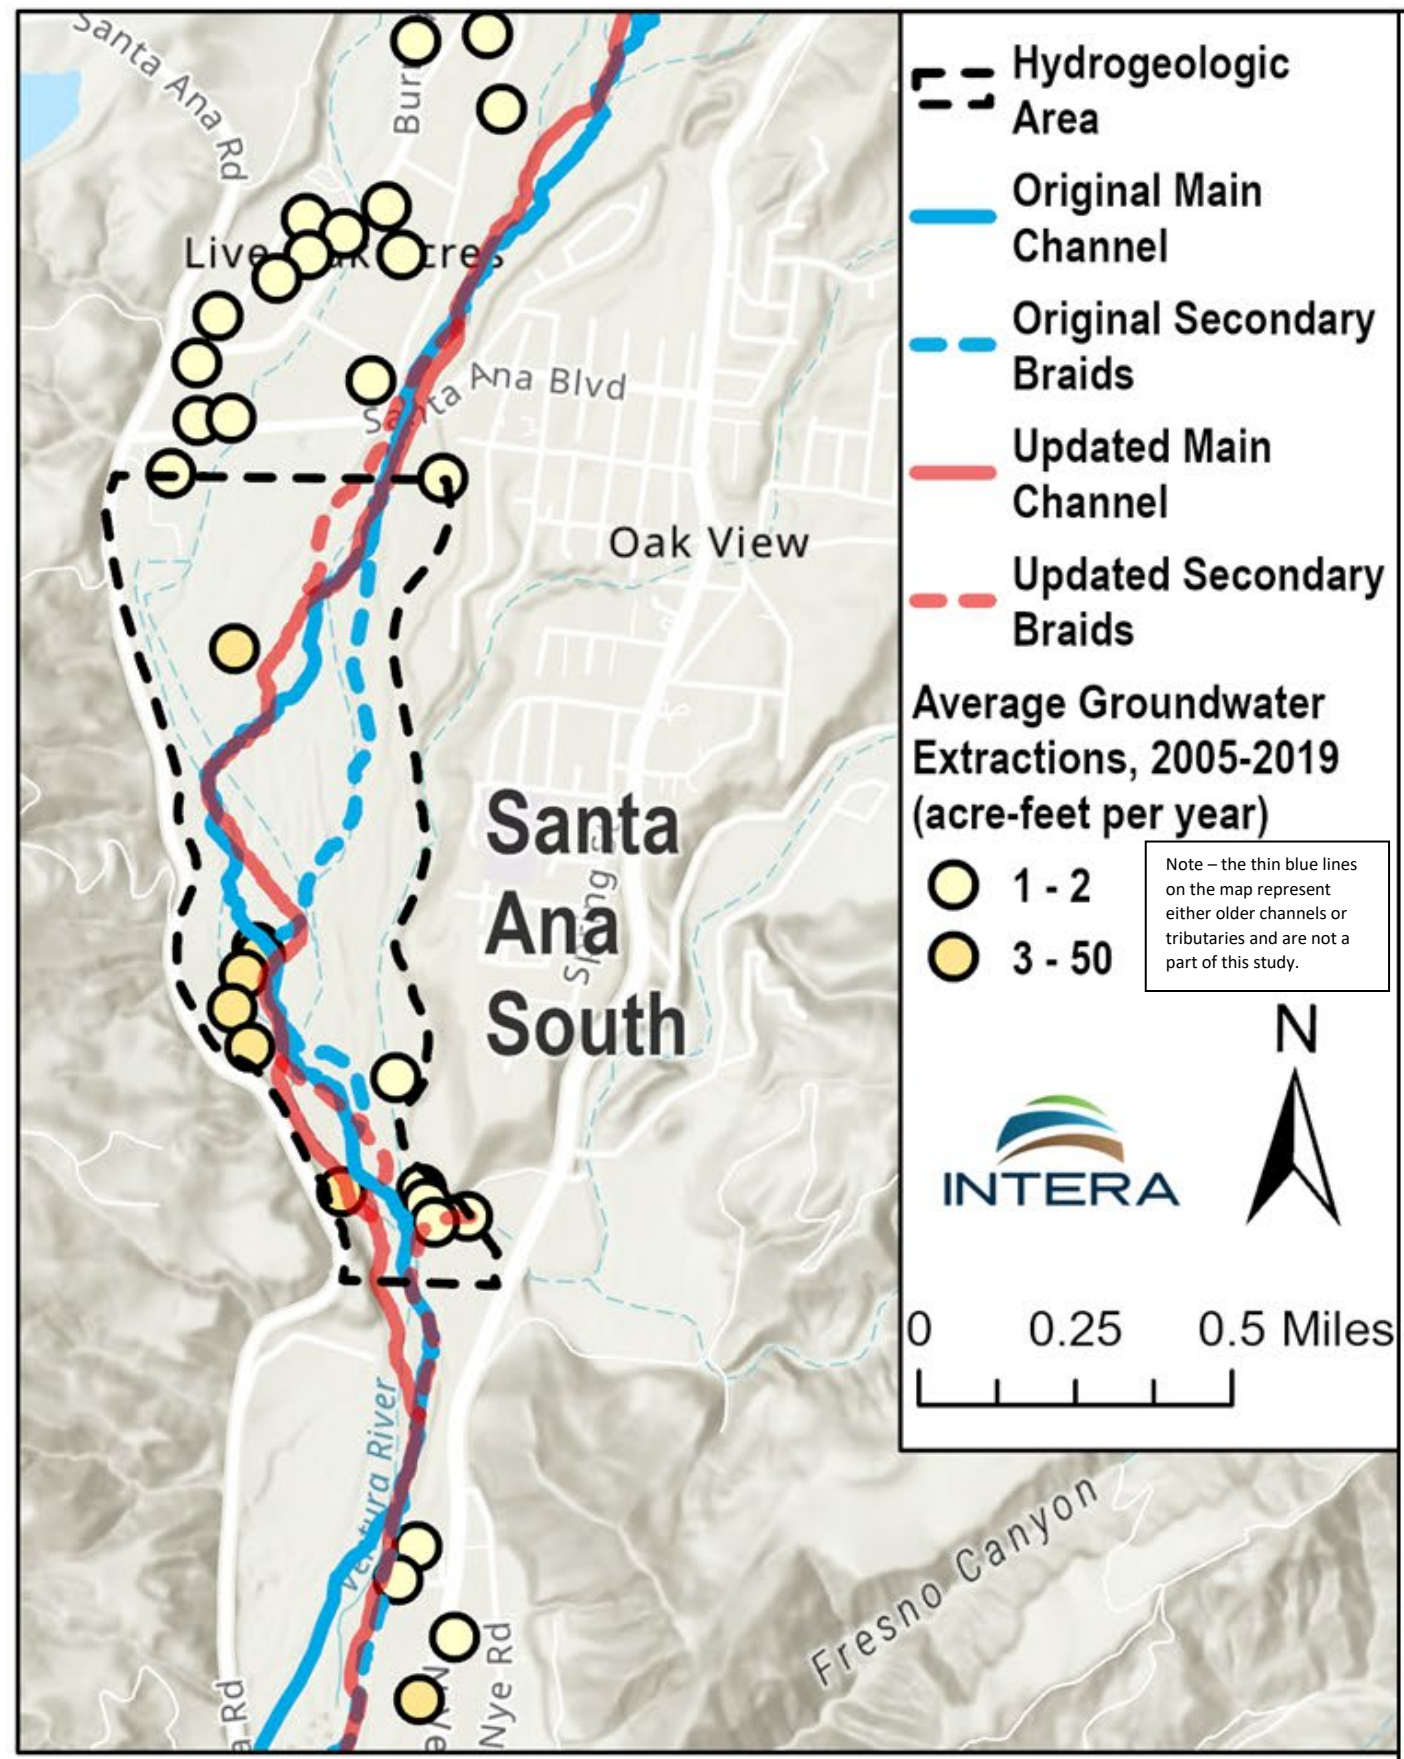 Santa Ana Rd
Bur
Live Oak Acres
Santa Ana Blvd
Oak View
Santa
Ana
South
Ventura River
Nye Rd
Rd
Fresno Canyon
Hydrogeologic
Area
Original Main
Channel
Original Secondary
Braids
Updated Main
Channel
Updated Secondary
Braids
Average Groundwater
Extractions, 2005-2019
(acre-feet per year)
1 - 2
3 - 50
Note – the thin blue lines
on the map represent
either older channels or
tributaries and are not a
part of this study.
N
INTERA
0 0.25 0.5 Miles